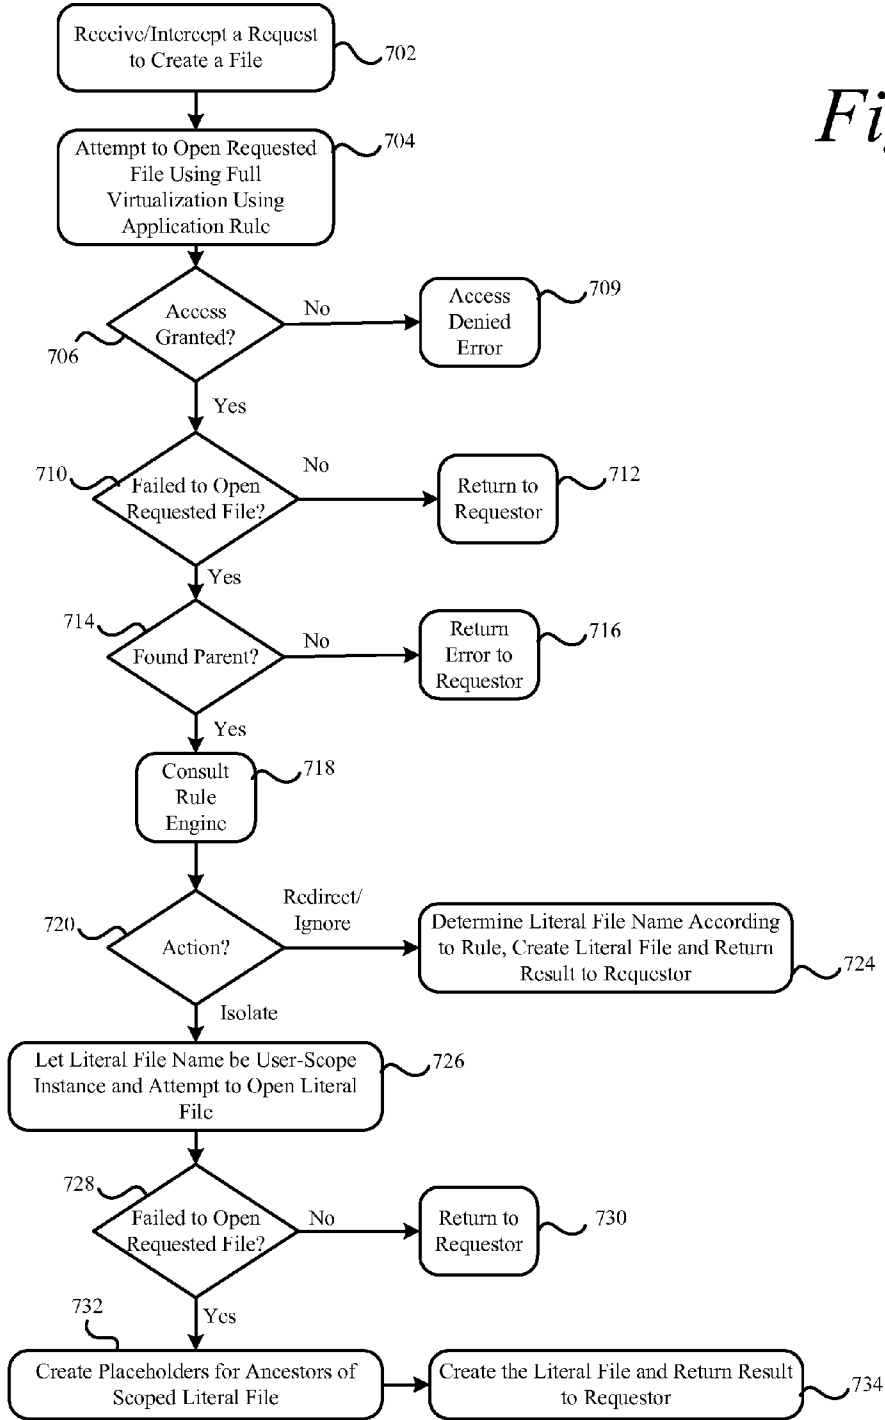 Receive/Intercept a Request
to Create a File
702
Attempt to Open Requested
File Using Full
Virtualization Using
Application Rule
704
Access
Granted?
706
No
Access
Denied
Error
709
Yes
710
Failed to Open
Requested File?
No
Return to
Requestor
712
Yes
714
Found Parent?
No
Return
Error to
Requestor
716
Yes
Consult
Rule
Engine
718
720
Action?
Redirect/
Ignore
Determine Literal File Name According
to Rule, Create Literal File and Return
Result to Requestor
724
Isolate
Let Literal File Name be User-Scope
Instance and Attempt to Open Literal
File
726
728
Failed to Open
Requested File?
No
Return to
Requestor
730
Yes
732
Create Placeholders for Ancestors of
Scoped Literal File
Create the Literal File and Return Result
to Requestor
734